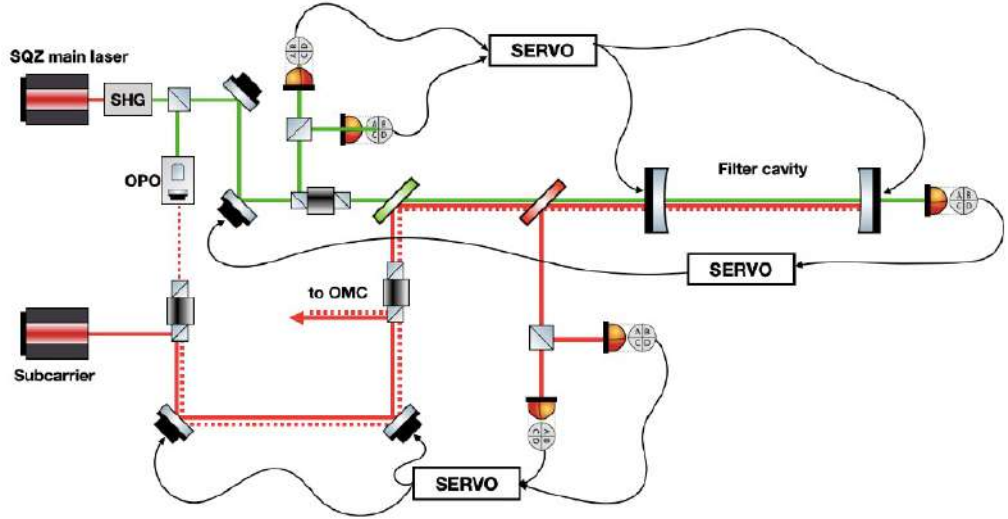 SQZ main laser
SHG
OPO
Subcarrier
to OMC
SERVO
Filter cavity
SERVO
SERVO
A B
C D
A B
C D
A B
C D
A B
C D
A B
C D